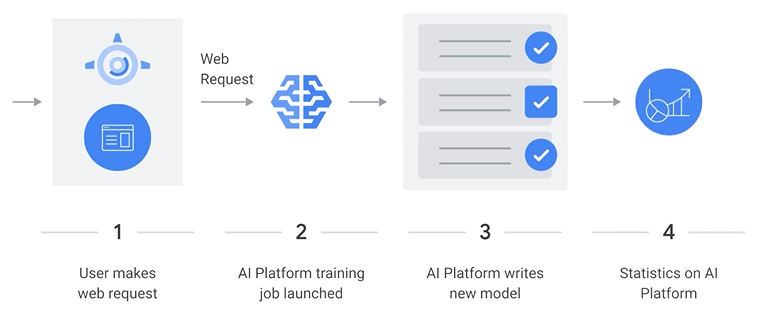 Web
Request
1
2
3
4
User makes
web request
AI Platform training
job launched
AI Platform writes
new model
Statistics on AI
Platform